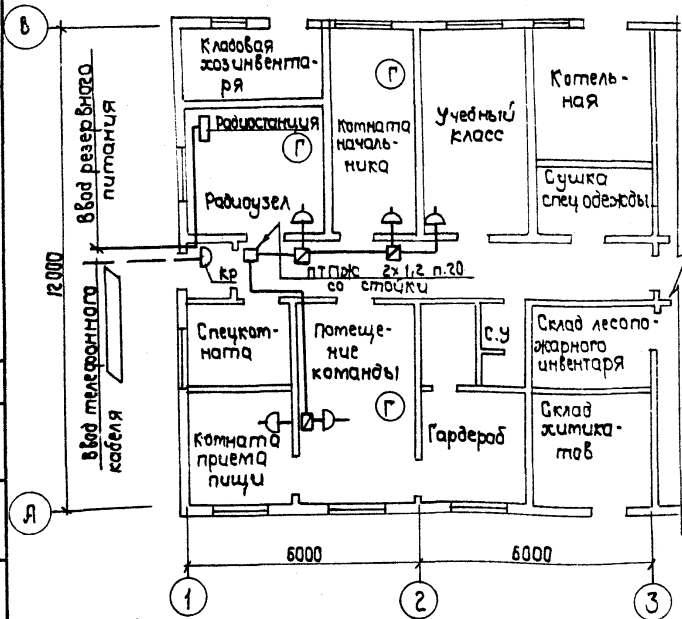 В
Кладовая
хозинвента-
ря
Г
Котель-
ная
Радиостанция
Комната
началь-
ника
Учебный
класс
Г
Сушка
спецодежды
Радиоузел
Ввод резервного
питания
12000
кр
ПТПЖ 2х1,2 п.20
со стойки
Ввод телефонного
кабеля
Спецком-
ната
Помеще-
ние
команды
С.У
Склад лесопо-
жарного
инвентаря
Г
Комната
приема
пищи
Гардероб
Склад
химика-
тов
А
6000
6000
1
2
3